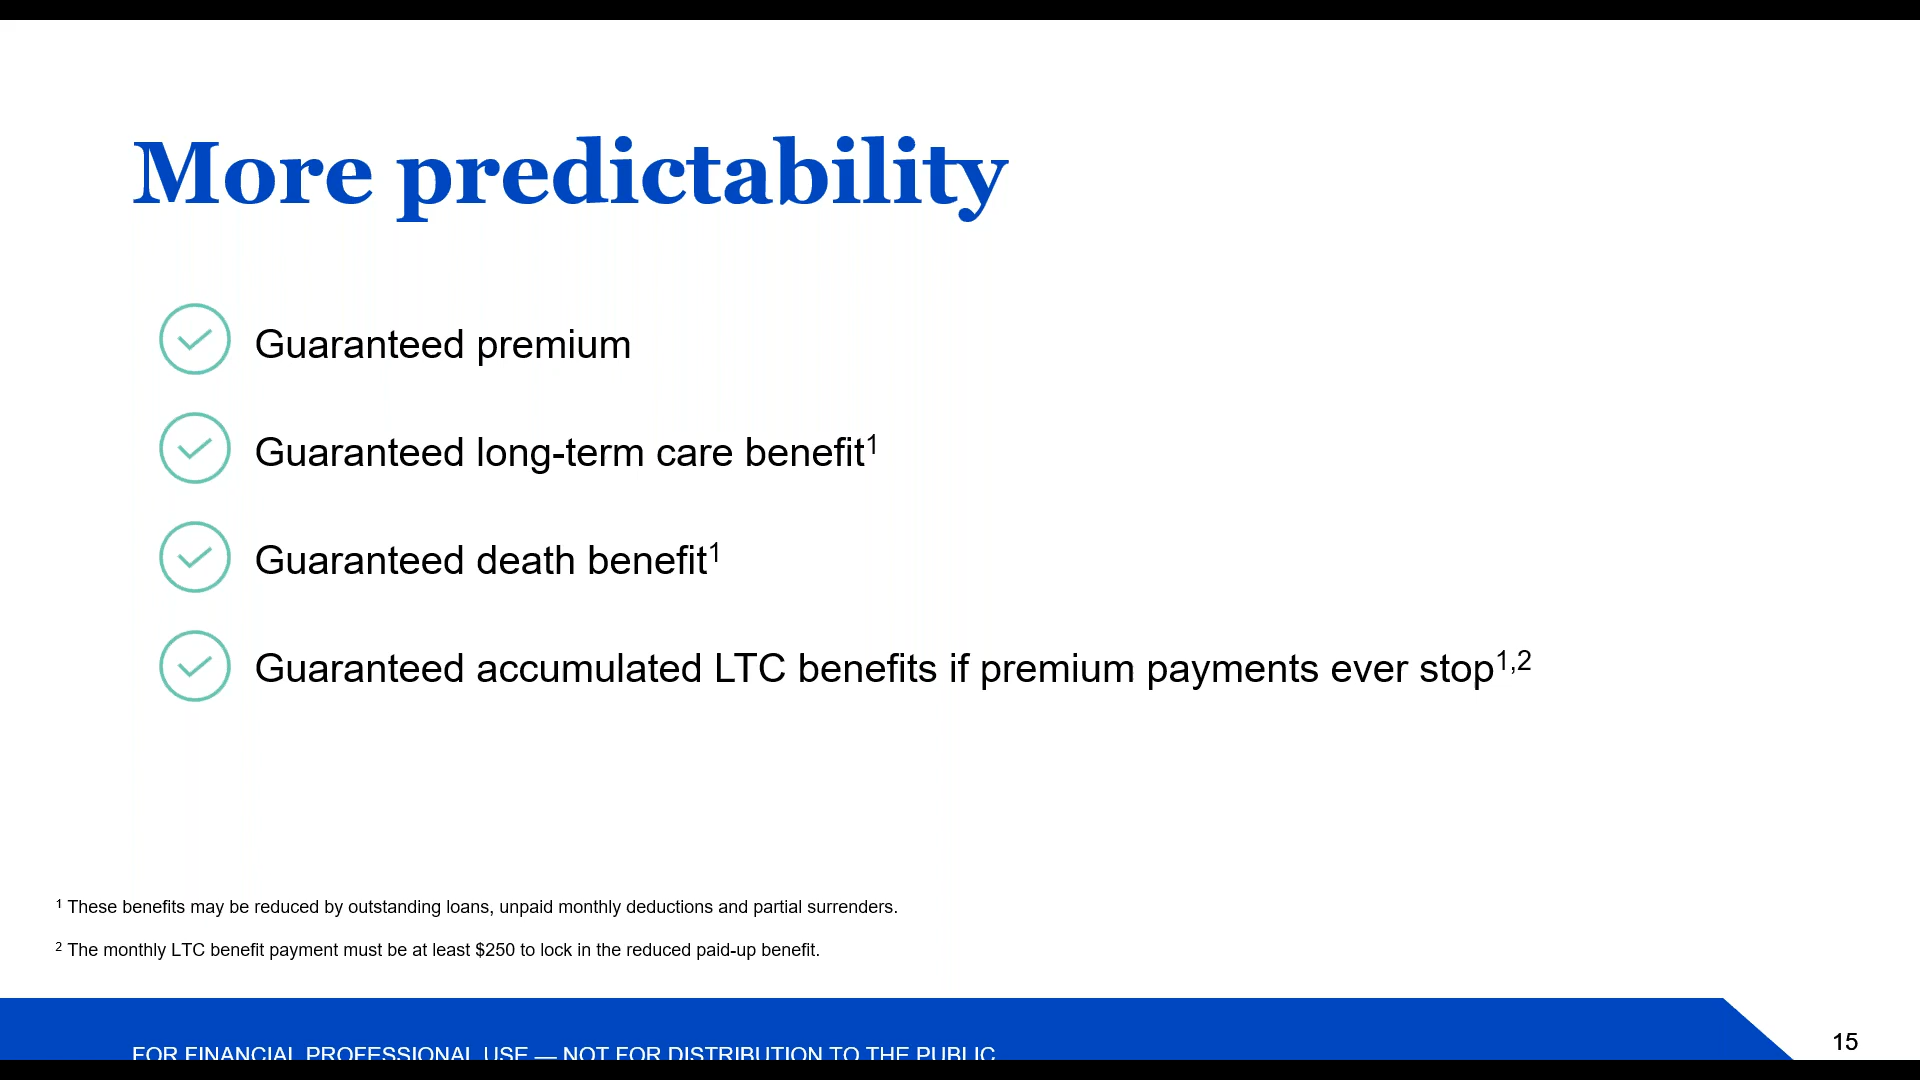 More predictability
Guaranteed premium
Guaranteed long-term care benefit¹
Guaranteed death benefit¹
Guaranteed accumulated LTC benefits if premium payments ever stop¹,²
¹ These benefits may be reduced by outstanding loans, unpaid monthly deductions and partial surrenders.
² The monthly LTC benefit payment must be at least $250 to lock in the reduced paid-up benefit.
FOR FINANCIAL PROFESSIONAL USE — NOT FOR DISTRIBUTION TO THE PUBLIC
15